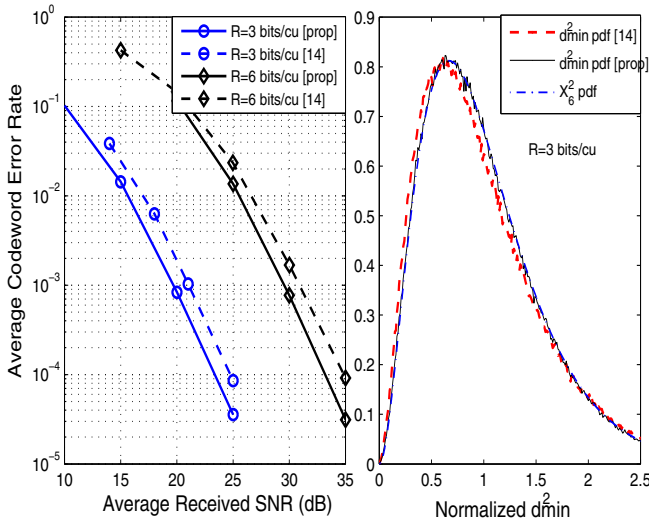 Average Codeword Error Rate
10^0
10^-1
10^-2
10^-3
10^-4
10^-5
10 15 20 25 30 35
Average Received SNR (dB)
R=3 bits/cu [prop]
R=3 bits/cu [14]
R=6 bits/cu [prop]
R=6 bits/cu [14]
0.9
0.8
0.7
0.6
0.5
0.4
0.3
0.2
0.1
0
0 0.5 1 1.5 2 2.5
Normalized d²min
d²min pdf [14]
d²min pdf [prop]
X²6 pdf
R=3 bits/cu